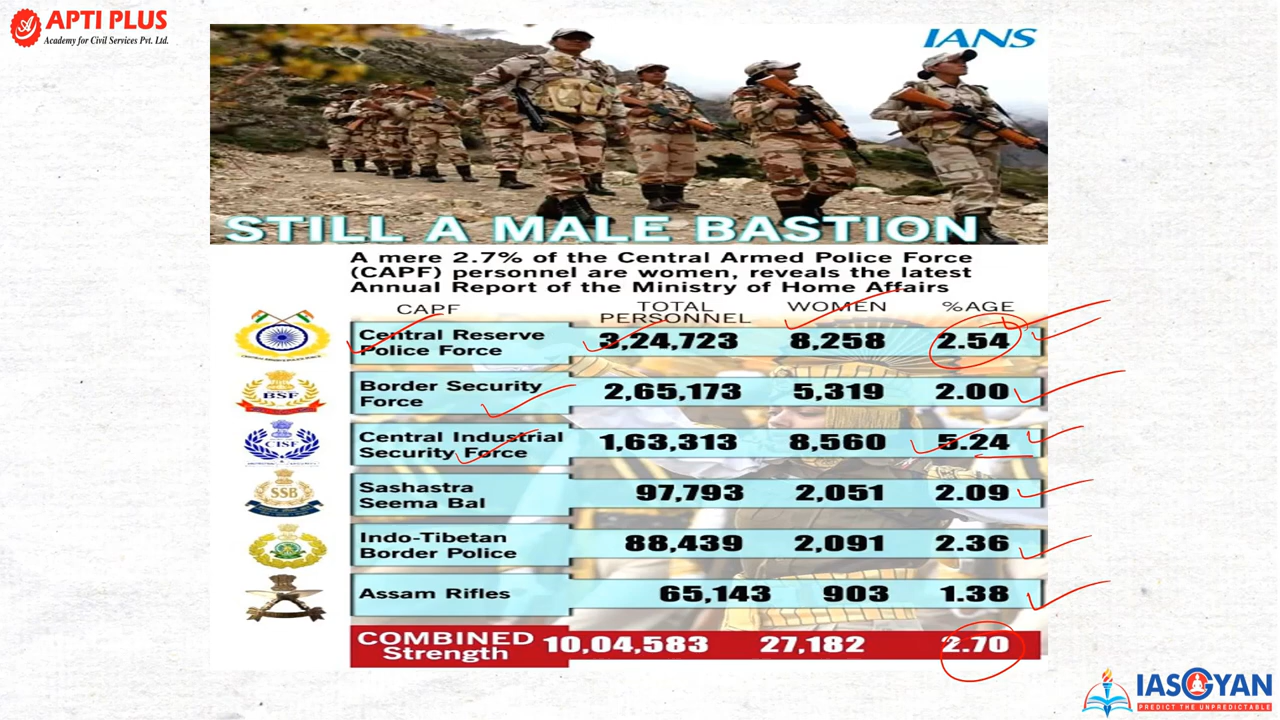 APTI PLUS
Academy for Civil Services Pvt. Ltd.
IANS
STILL A MALE BASTION
A mere 2.7% of the Central Armed Police Force
(CAPF) personnel are women, reveals the latest
Annual Report of the Ministry of Home Affairs
CAPF TOTAL PERSONNEL WOMEN %AGE
Central Reserve Police Force 3,24,723 8,258 2.54
BSF
Border Security Force 2,65,173 5,319 2.00
CISF
Central Industrial Security Force 1,63,313 8,560 5.24
SSB
Sashastra Seema Bal 97,793 2,051 2.09
Indo-Tibetan Border Police 88,439 2,091 2.36
Assam Rifles 65,143 903 1.38
COMBINED Strength 10,04,583 27,182 2.70
IASGYAN
PREDICT THE UNPREDICTABLE